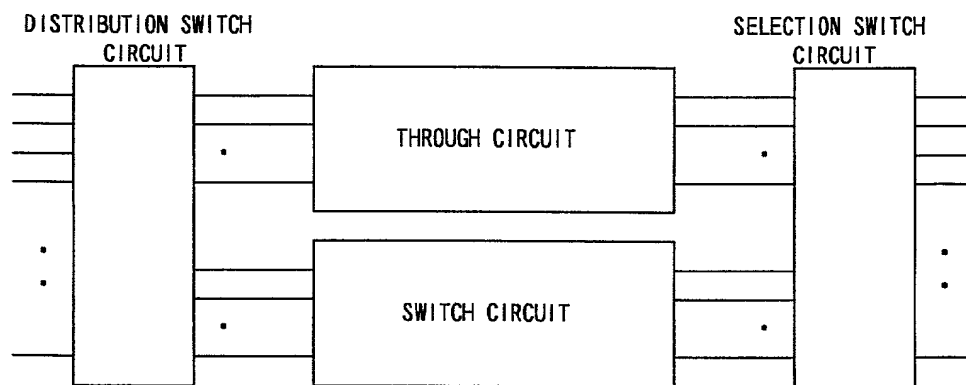 DISTRIBUTION SWITCH
CIRCUIT
SELECTION SWITCH
CIRCUIT
THROUGH CIRCUIT
SWITCH CIRCUIT